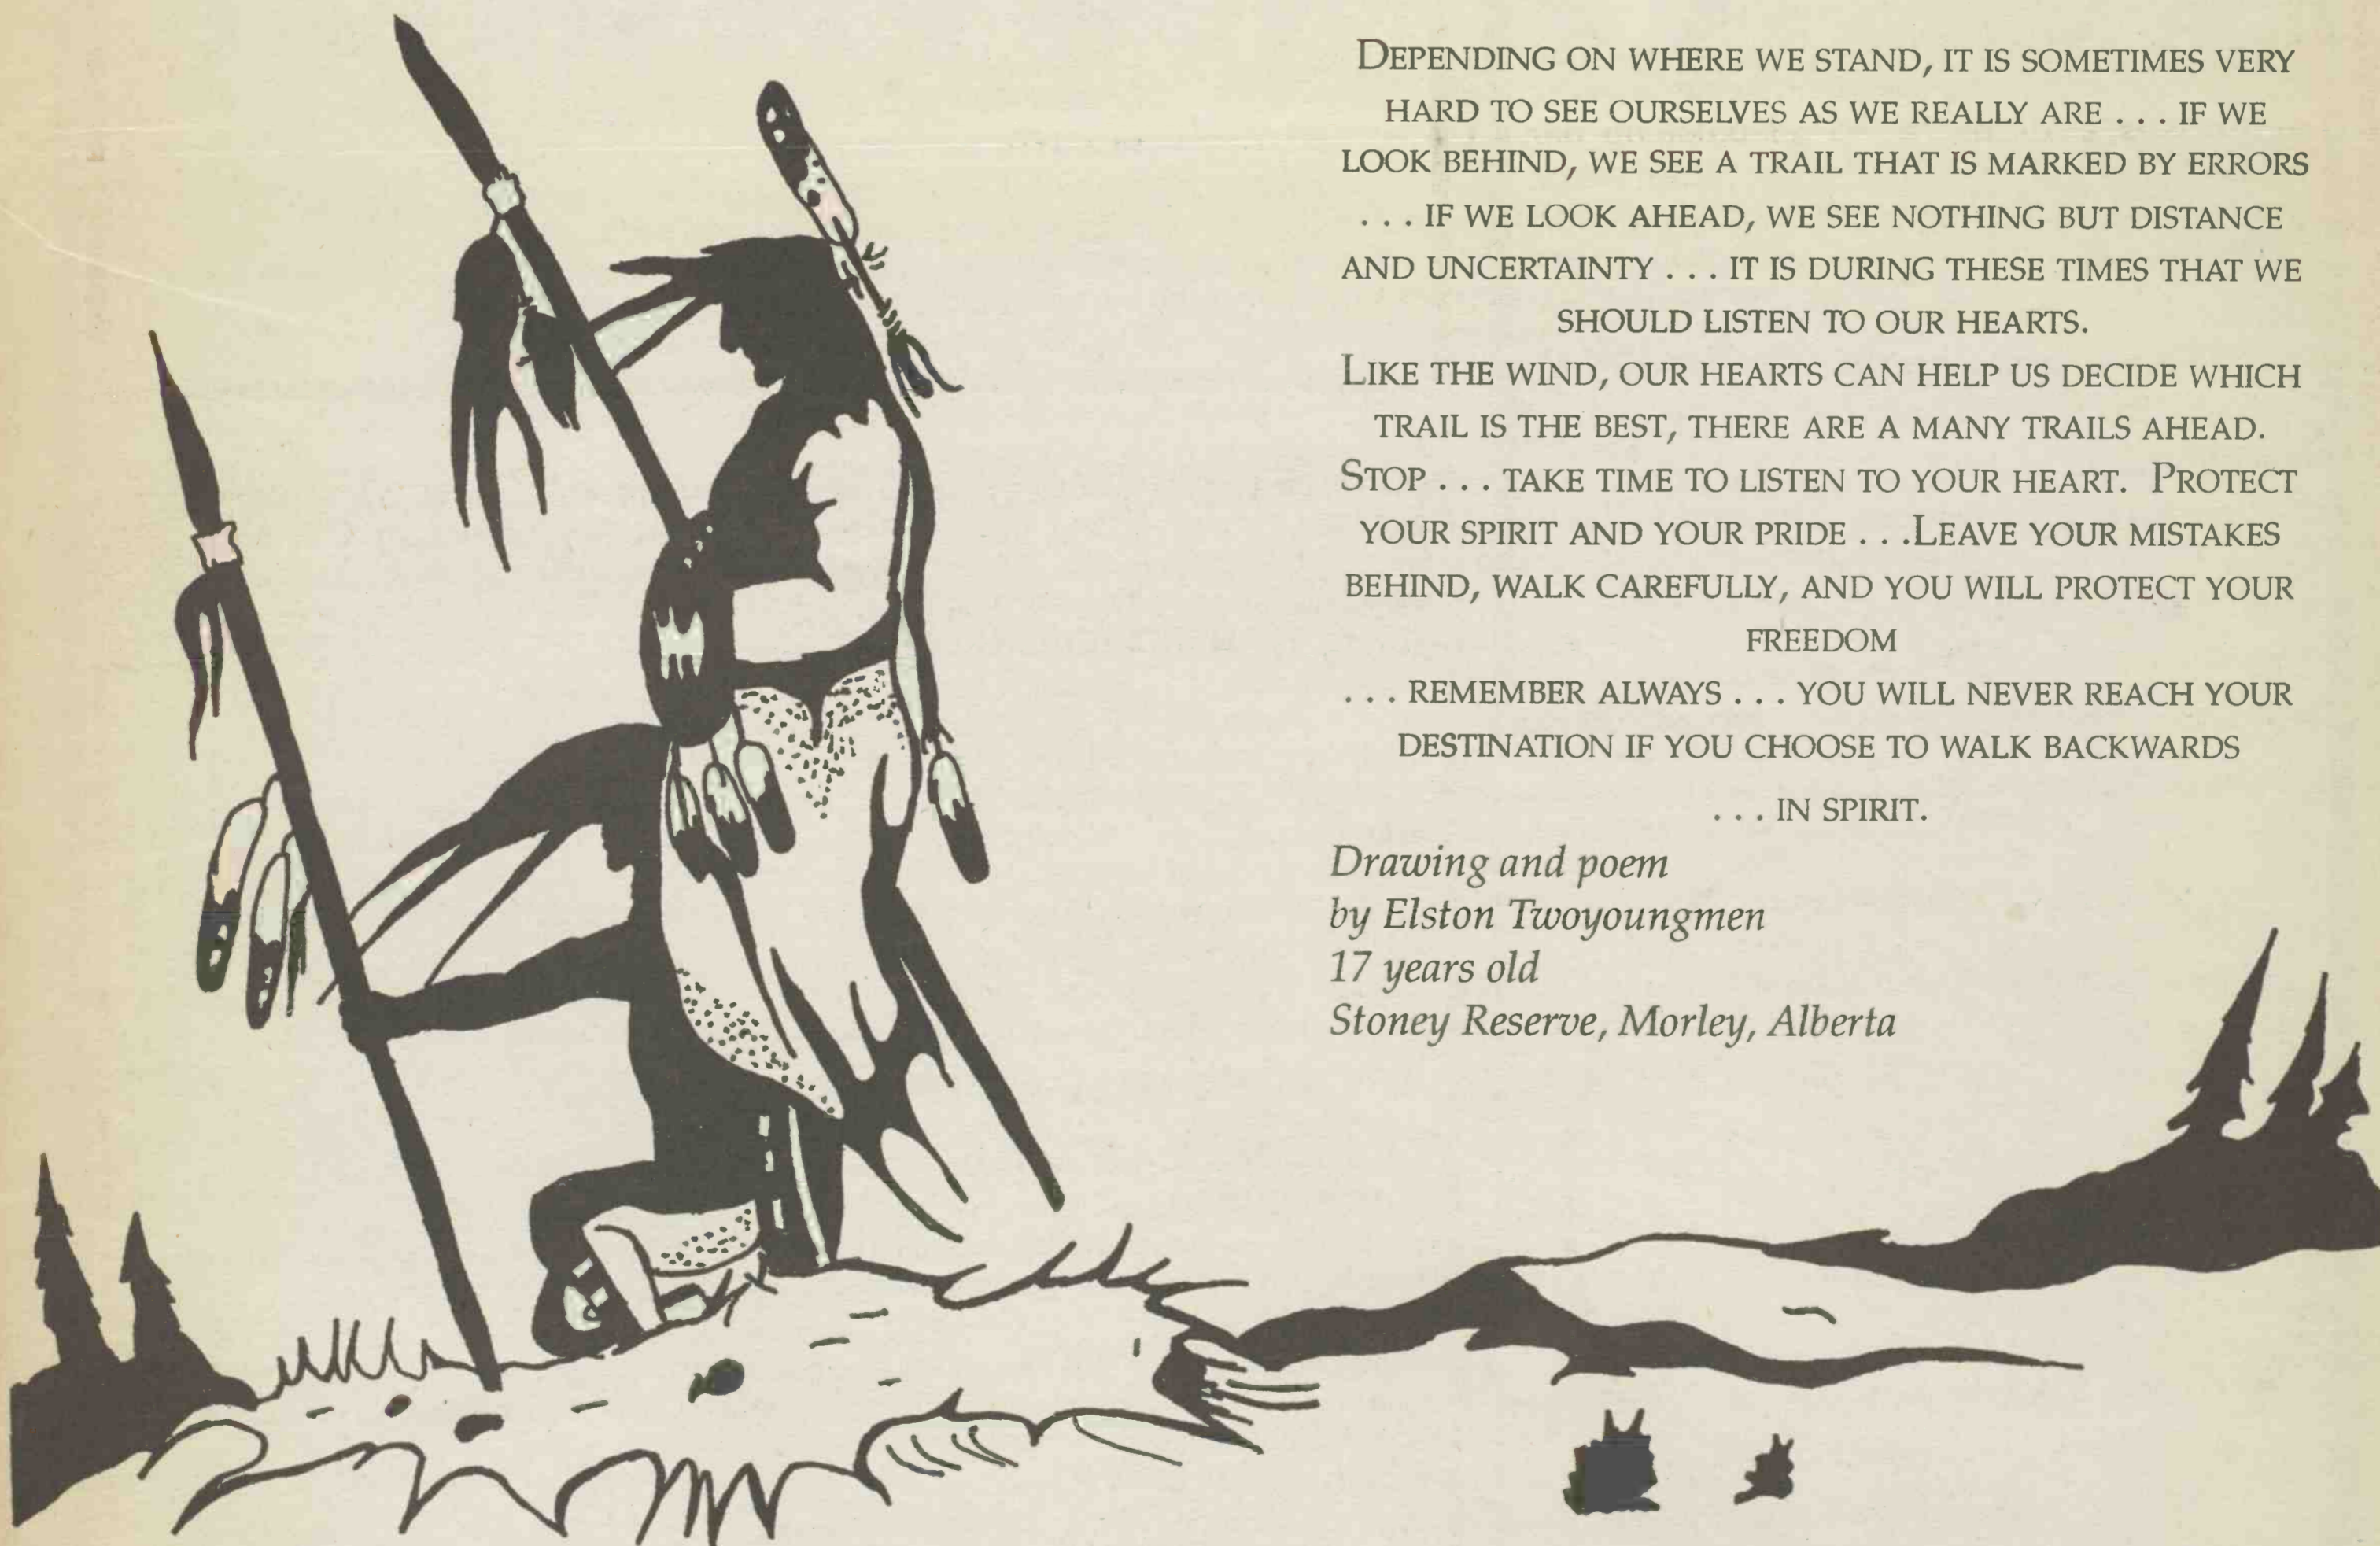 DEPENDING ON WHERE WE STAND, IT IS SOMETIMES VERY
HARD TO SEE OURSELVES AS WE REALLY ARE . . . IF WE
LOOK BEHIND, WE SEE A TRAIL THAT IS MARKED BY ERRORS
. . . IF WE LOOK AHEAD, WE SEE NOTHING BUT DISTANCE
AND UNCERTAINTY . . . IT IS DURING THESE TIMES THAT WE
SHOULD LISTEN TO OUR HEARTS.
LIKE THE WIND, OUR HEARTS CAN HELP US DECIDE WHICH
TRAIL IS THE BEST, THERE ARE A MANY TRAILS AHEAD.
STOP . . . TAKE TIME TO LISTEN TO YOUR HEART. PROTECT
YOUR SPIRIT AND YOUR PRIDE . . .LEAVE YOUR MISTAKES
BEHIND, WALK CAREFULLY, AND YOU WILL PROTECT YOUR
FREEDOM
. . . REMEMBER ALWAYS . . . YOU WILL NEVER REACH YOUR
DESTINATION IF YOU CHOOSE TO WALK BACKWARDS
. . . IN SPIRIT.
Drawing and poem
by Elston Twoyoungmen
17 years old
Stoney Reserve, Morley, Alberta